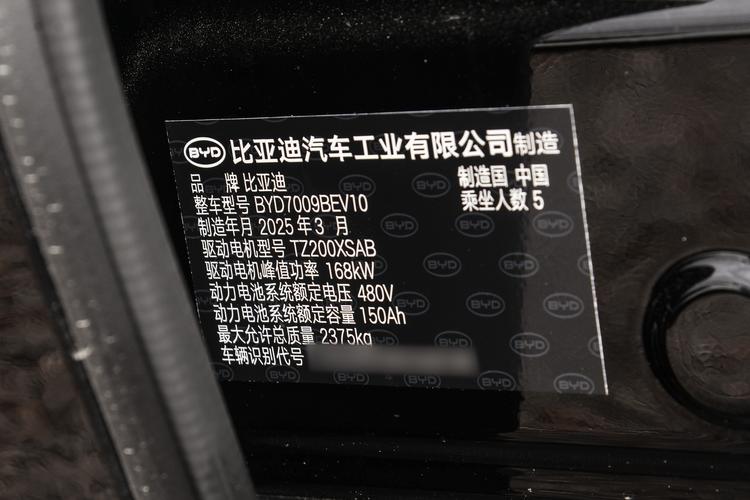 BYD 比亚迪汽车工业有限公司制造
品 牌 比亚迪
制造国 中国
整车型号 BYD7009BEV10
乘坐人数 5
制造年月 2025 年 3 月
驱动电机型号 TZ200XSAB
驱动电机峰值功率 168kW
动力电池系统额定电压 480V
动力电池系统额定容量 150Ah
最大允许总质量 2375kg
车辆识别代号